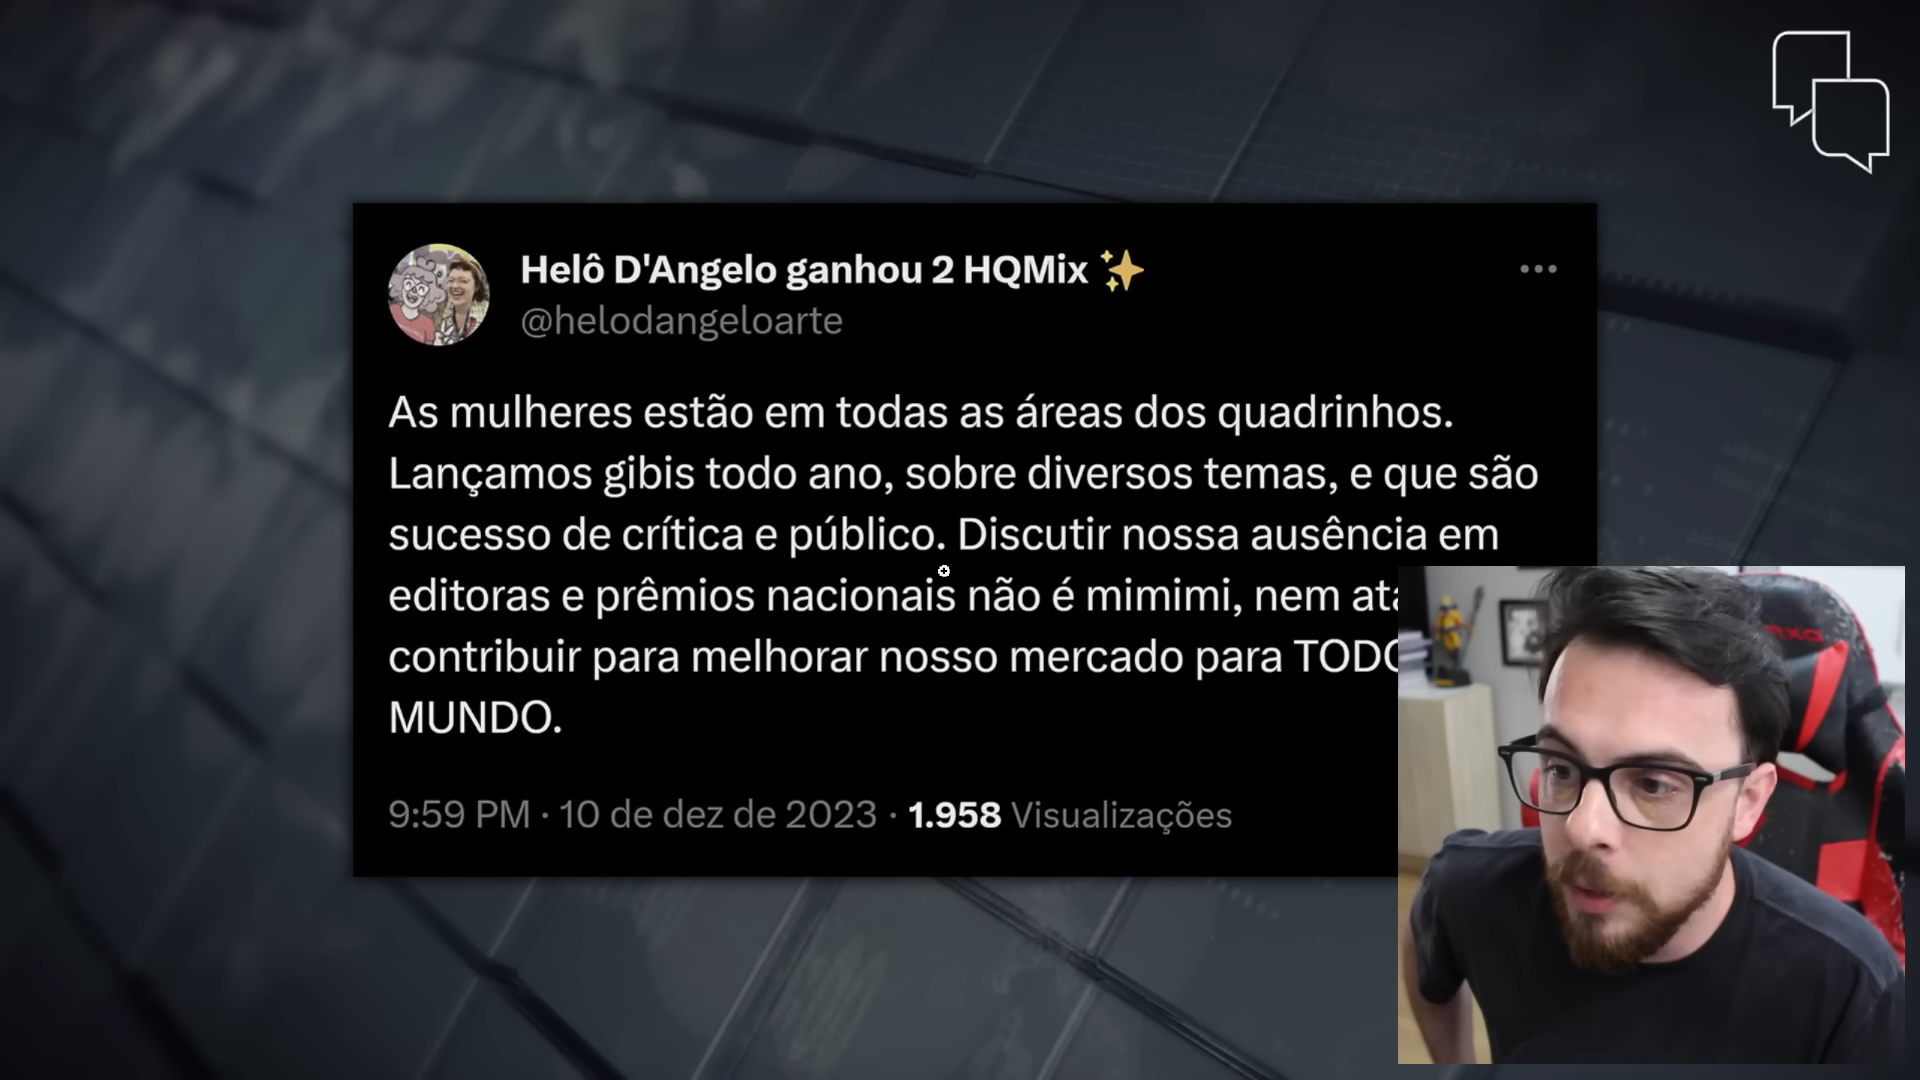 Helô D'Angelo ganhou 2 HQMix ✨
@helodangeloarte
As mulheres estão em todas as áreas dos quadrinhos.
Lançamos gibis todo ano, sobre diversos temas, e que são
sucesso de crítica e público. Discutir nossa ausência em
editoras e prêmios nacionais não é mimimi, nem
contribuir para melhorar nosso mercado para
MUNDO.
9:59 PM · 10 de dez de 2023 · 1.958 Visualizações